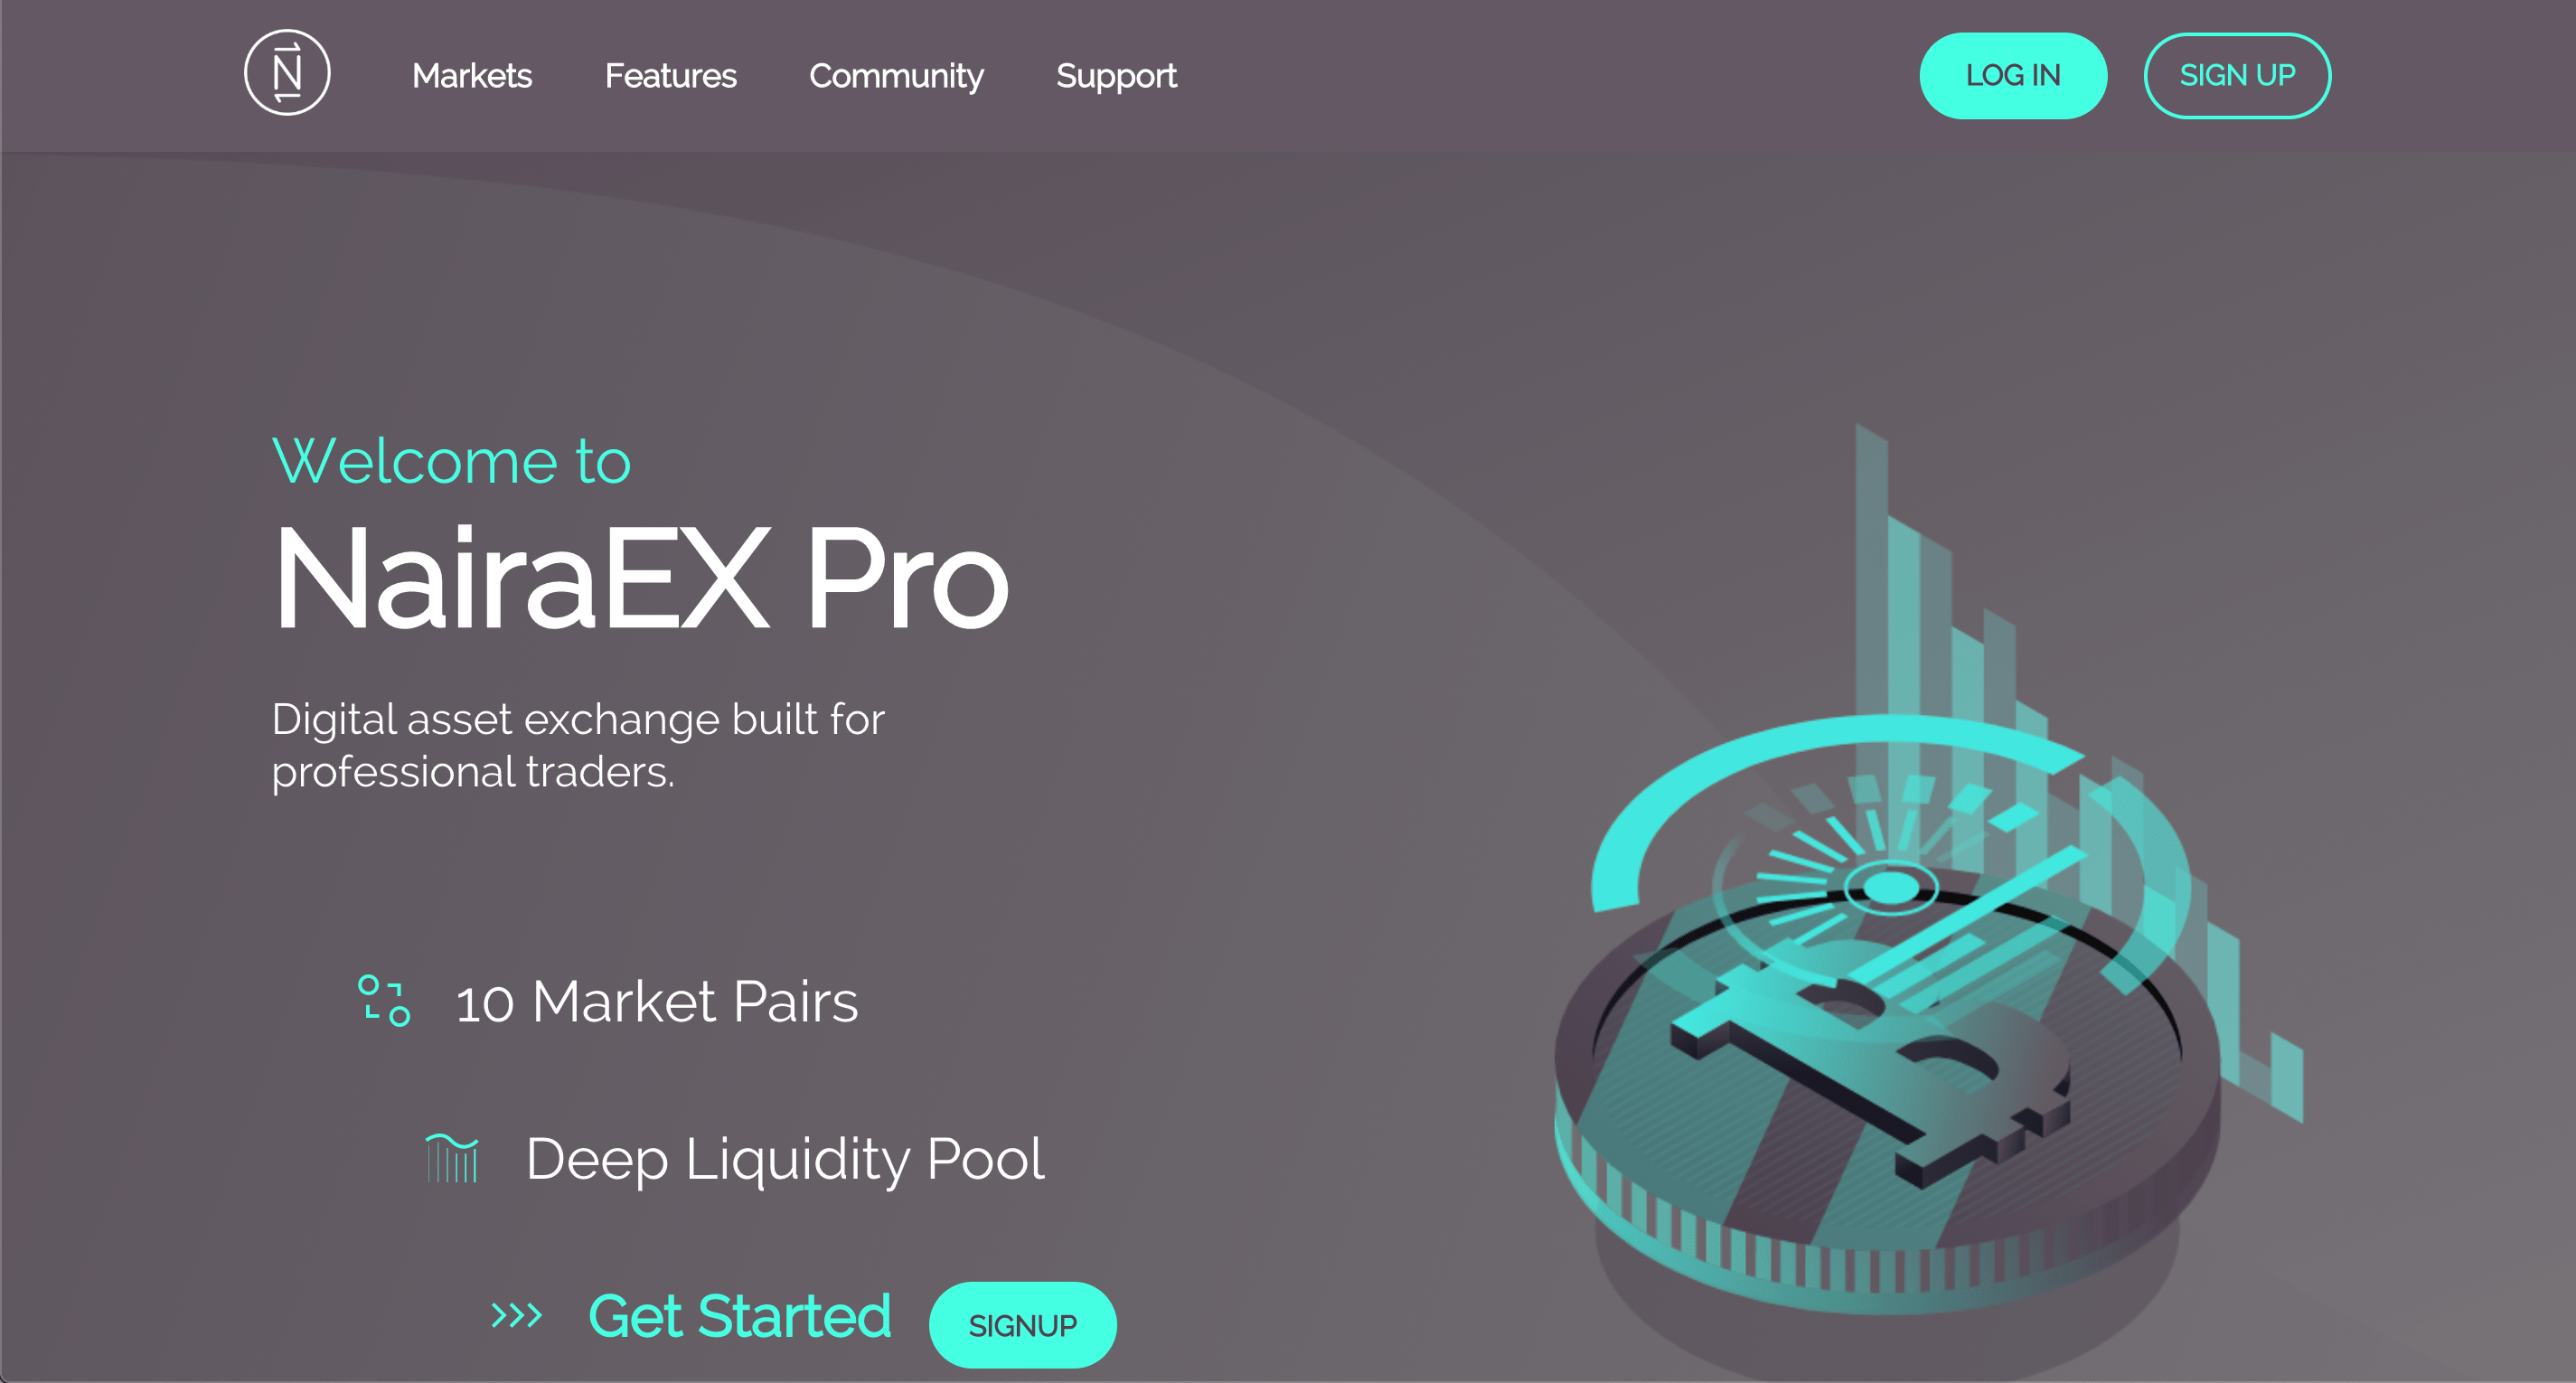 Markets
Features
Community
Support
LOG IN
SIGN UP
Welcome to
NairaEX Pro
Digital asset exchange built for
professional traders.
10 Market Pairs
Deep Liquidity Pool
Get Started
SIGNUP